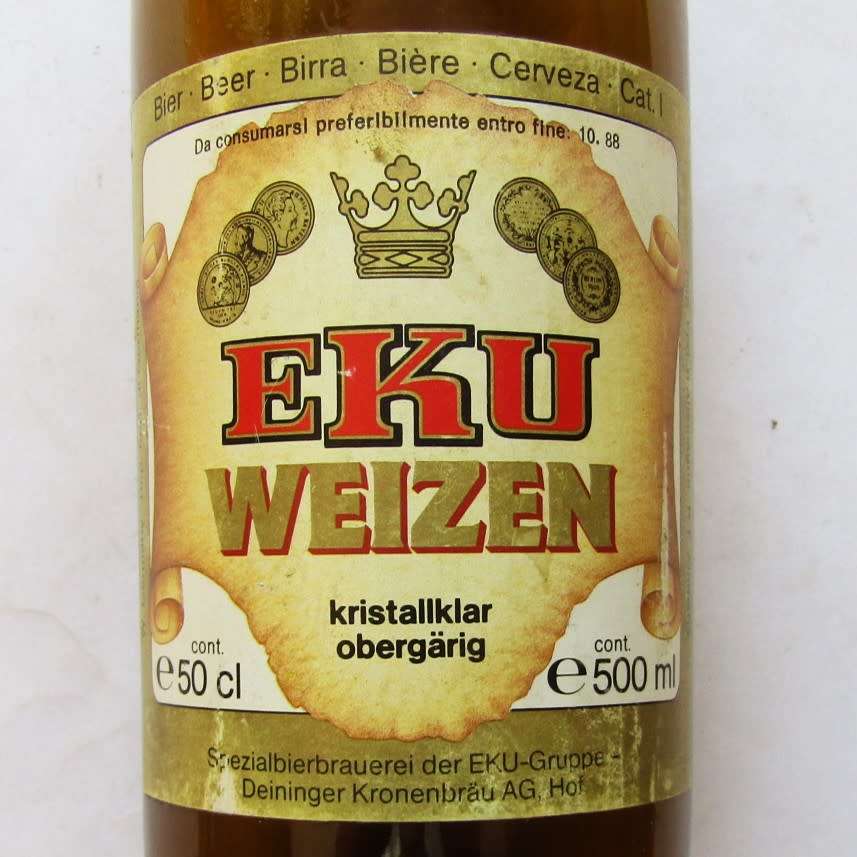 Bier · Beer · Birra · Bière · Cerveza · Cat. I
Da consumarsi preferibilmente entro fine: 10. 88
EKU
WEIZEN
kristallklar
obergärig
cont.
e 50 cl
cont.
e 500 ml
Spezialbierbrauerei der EKU-Gruppe -
Deininger Kronenbräu AG, Hof